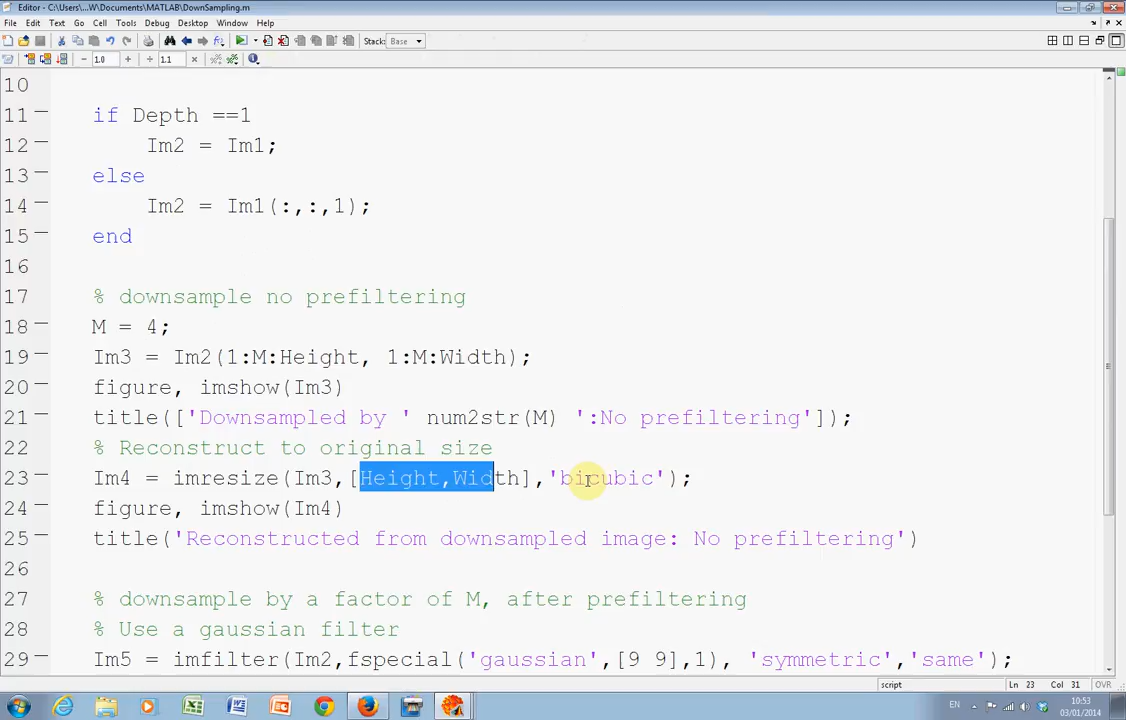 Editor - C:\Users\...W\Documents\MATLAB\DownSampling.m
File Edit Text Go Cell Tools Debug Desktop Window Help
Stack: Base
1.0 1.1
10
11 if Depth ==1
12 Im2 = Im1;
13 else
14 Im2 = Im1(:,:,1);
15 end
16
17 % downsample no prefiltering
18 M = 4;
19 Im3 = Im2(1:M:Height, 1:M:Width);
20 figure, imshow(Im3)
21 title(['Downsampled by ' num2str(M) ':No prefiltering']);
22 % Reconstruct to original size
23 Im4 = imresize(Im3,[Height,Width],'bicubic');
24 figure, imshow(Im4)
25 title('Reconstructed from downsampled image: No prefiltering')
26
27 % downsample by a factor of M, after prefiltering
28 % Use a gaussian filter
29 Im5 = imfilter(Im2,fspecial('gaussian',[9 9],1), 'symmetric','same');
script Ln 23 Col 31 OVR
EN 10:53
03/01/2014